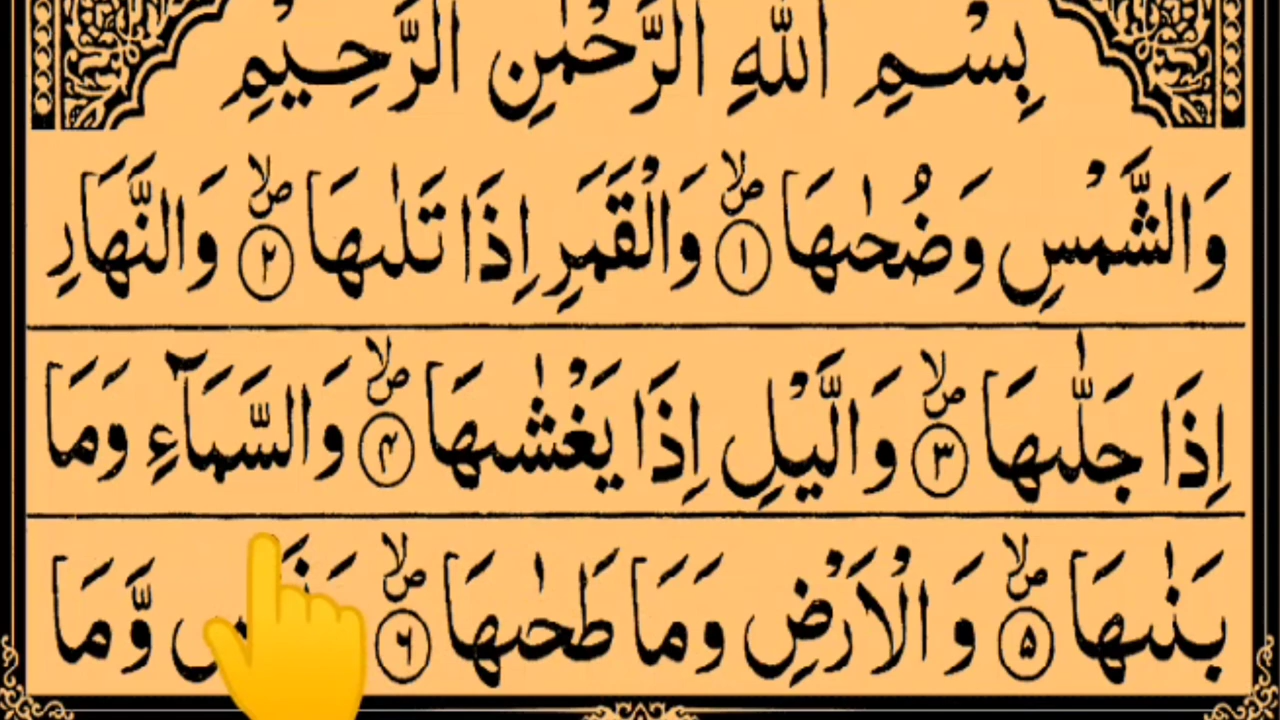 بِسْمِ اللّٰهِ الرَّحْمٰنِ الرَّحِيْمِ
وَالشَّمْسِ وَضُحٰىهَا ۪ۙ ۱ وَالْقَمَرِ اِذَا تَلٰىهَا ۪ۙ ۲ وَالنَّهَارِ
اِذَا جَلّٰىهَا ۪ۙ ۳ وَالَّيْلِ اِذَا يَغْشٰىهَا ۪ۙ ۴ وَالسَّمَآءِ وَمَا
بَنٰىهَا ۪ۙ ۵ وَالْاَرْضِ وَمَا طَحٰىهَا ۪ۙ ۶ وَّمَا